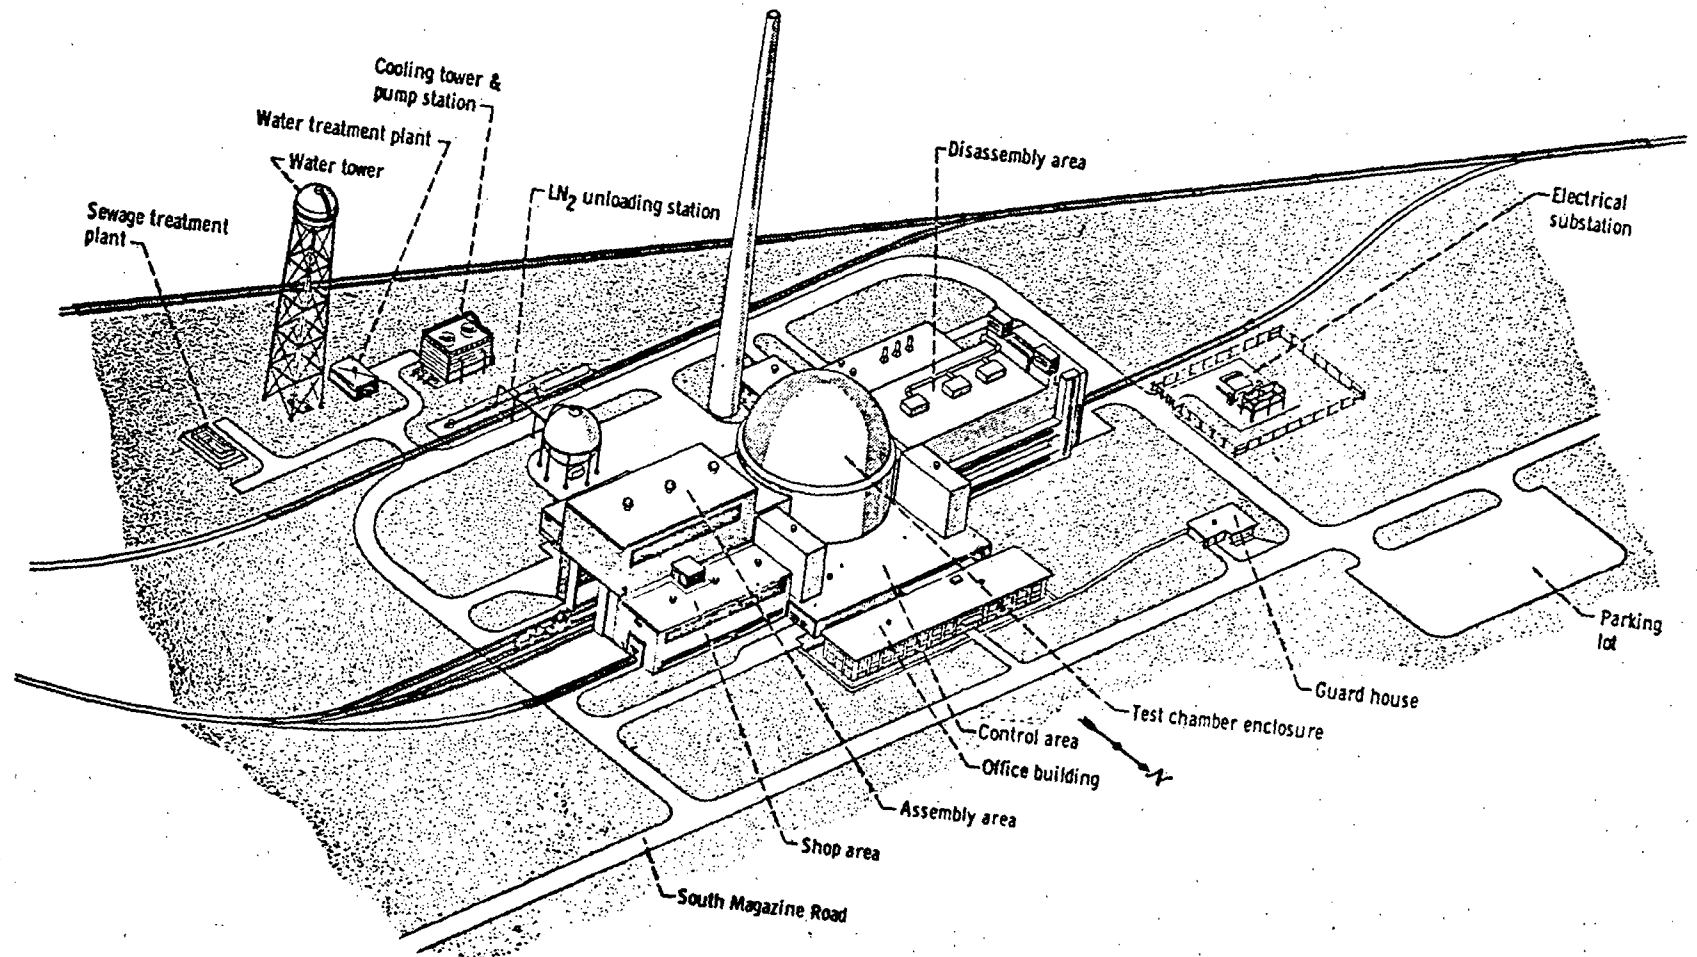 Cooling tower &
pump station
Water treatment plant
Water tower
Sewage treatment
plant
LN2 unloading station
Disassembly area
Electrical
substation
Parking
lot
Guard house
Test chamber enclosure
Control area
Office building
Assembly area
Shop area
South Magazine Road
N